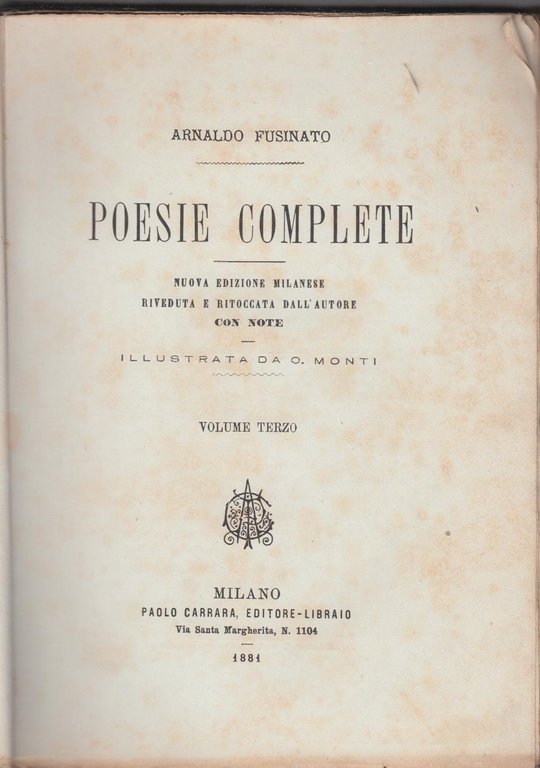 ARNALDO FUSINATO
POESIE COMPLETE
NUOVA EDIZIONE MILANESE
RIVEDUTA E RITOCCATA DALL'AUTORE
CON NOTE
ILLUSTRATA DA O. MONTI
VOLUME TERZO
MILANO
PAOLO CARRARA, EDITORE-LIBRAIO
Via Santa Margherita, N. 1104
1881